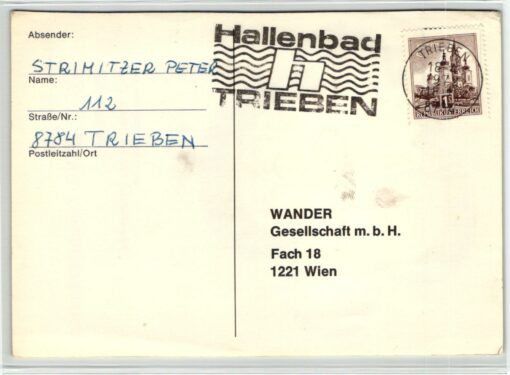 Absender:
STRIMITZER PETER
Name:
112
Straße/Nr.:
8784 TRIEBEN
Postleitzahl/Ort
Hallenbad
h
TRIEBEN
TRIEBEN
18
WANDER
Gesellschaft m. b. H.
Fach 18
1221 Wien